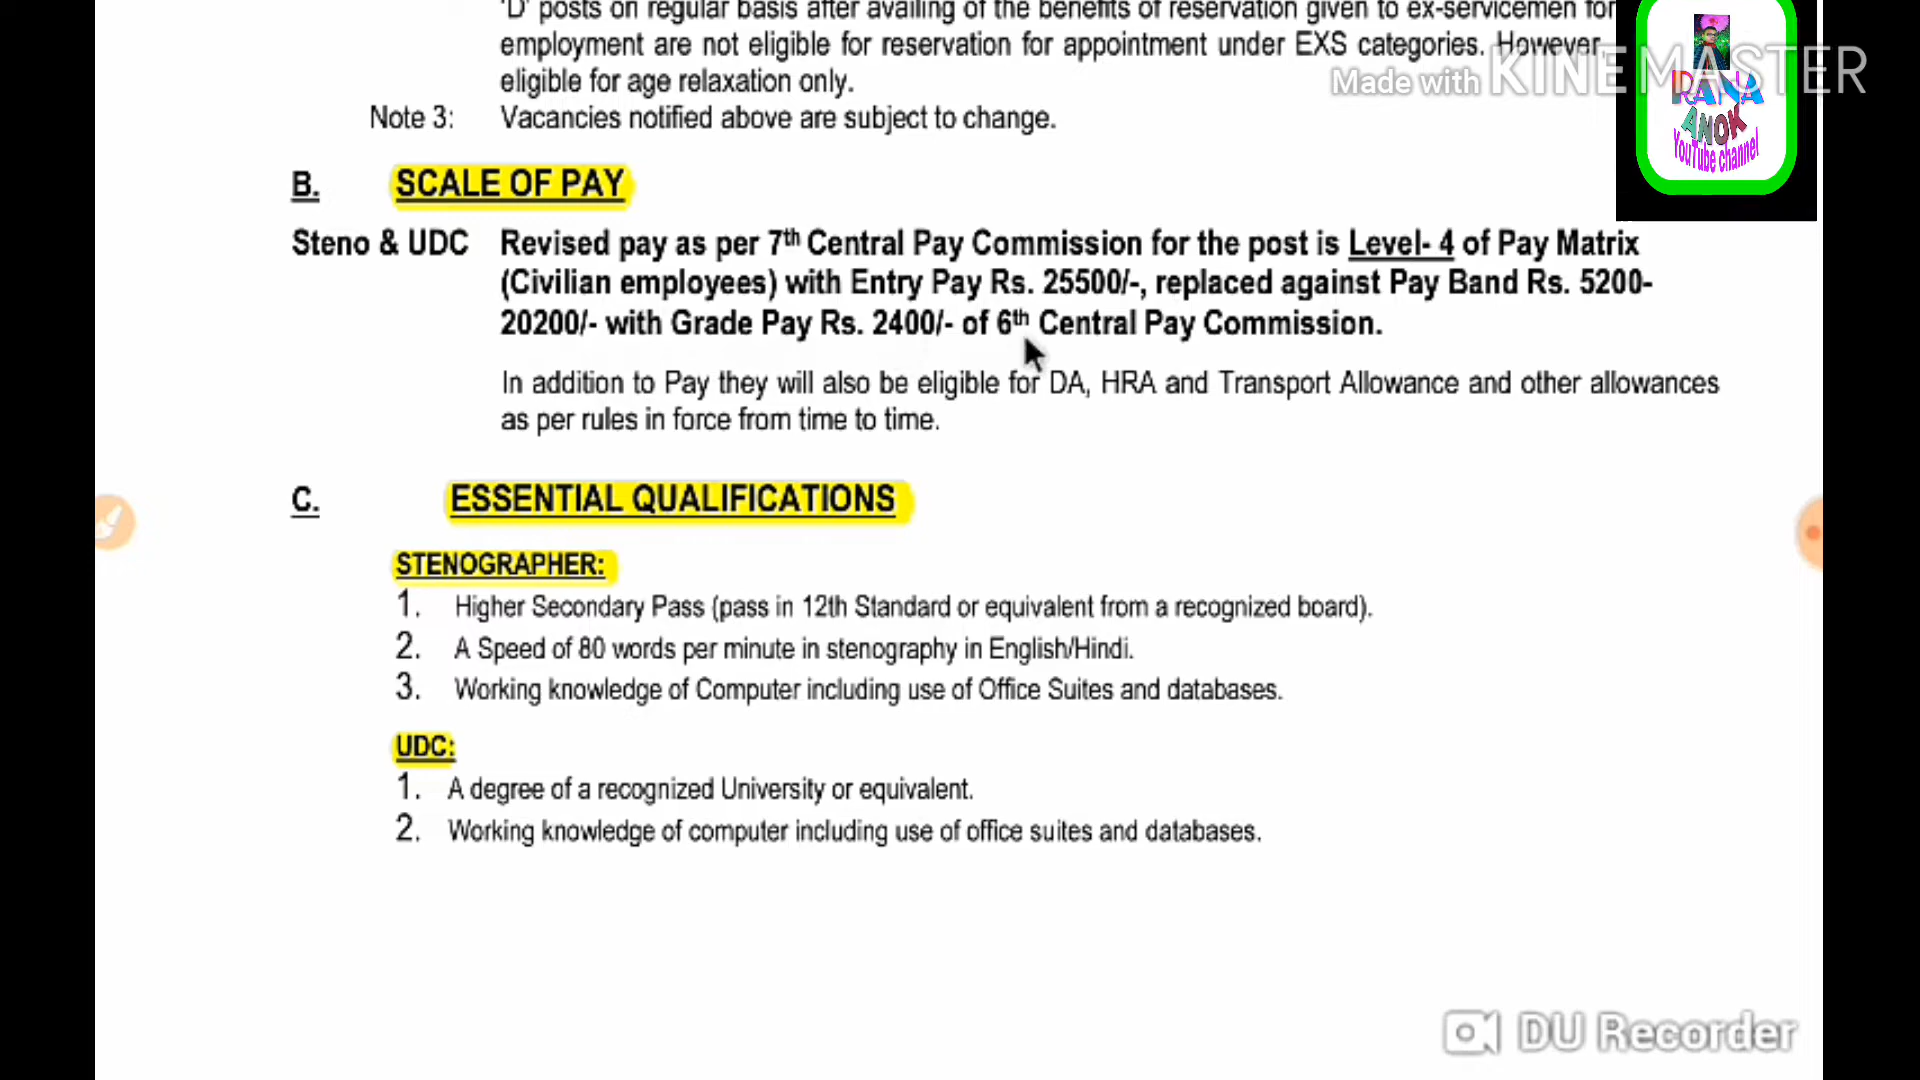 'D' posts on regular basis after availing of the benefits of reservation given to ex-servicemen for
employment are not eligible for reservation for appointment under EXS categories. However,
eligible for age relaxation only.
Made with KINEMASTER
RANA
ANOK
YouTube channel
Note 3: Vacancies notified above are subject to change.
B. SCALE OF PAY
Steno & UDC Revised pay as per 7th Central Pay Commission for the post is Level- 4 of Pay Matrix
(Civilian employees) with Entry Pay Rs. 25500/-, replaced against Pay Band Rs. 5200-
20200/- with Grade Pay Rs. 2400/- of 6th Central Pay Commission.
In addition to Pay they will also be eligible for DA, HRA and Transport Allowance and other allowances
as per rules in force from time to time.
C. ESSENTIAL QUALIFICATIONS
STENOGRAPHER:
1. Higher Secondary Pass (pass in 12th Standard or equivalent from a recognized board).
2. A Speed of 80 words per minute in stenography in English/Hindi.
3. Working knowledge of Computer including use of Office Suites and databases.
UDC:
1. A degree of a recognized University or equivalent.
2. Working knowledge of computer including use of office suites and databases.
DU Recorder